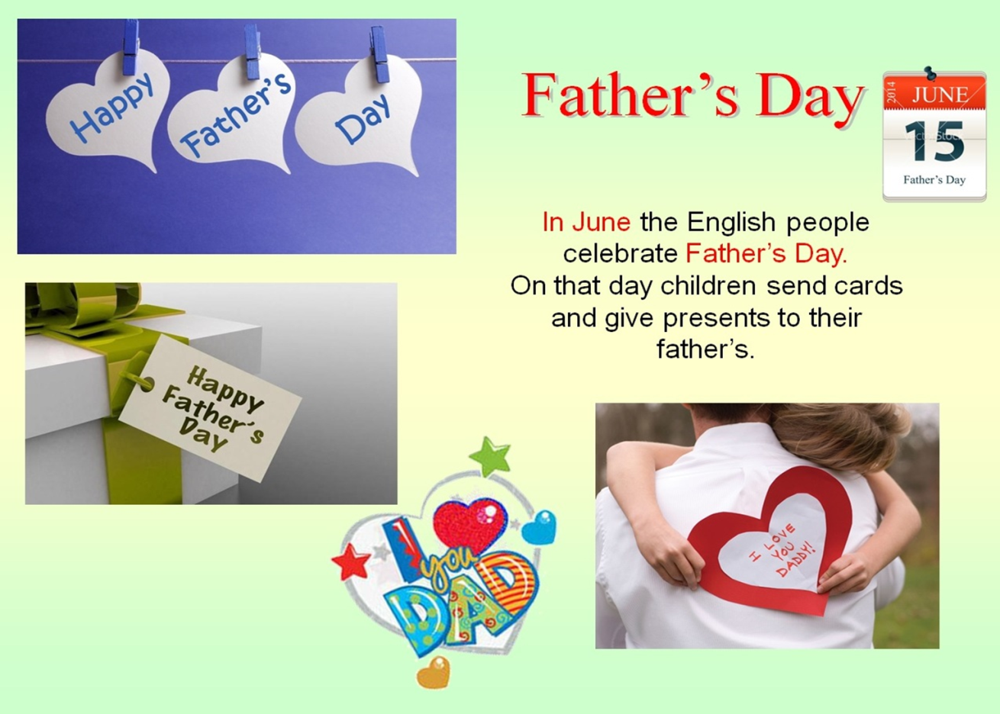 Happy Father's Day
Father's Day
2014
JUNE
15
Father's Day
In June the English people
celebrate Father's Day.
On that day children send cards
and give presents to their
father's.
Happy
Father's
Day
I
you
DAD
I LOVE
YOU
DADDY!